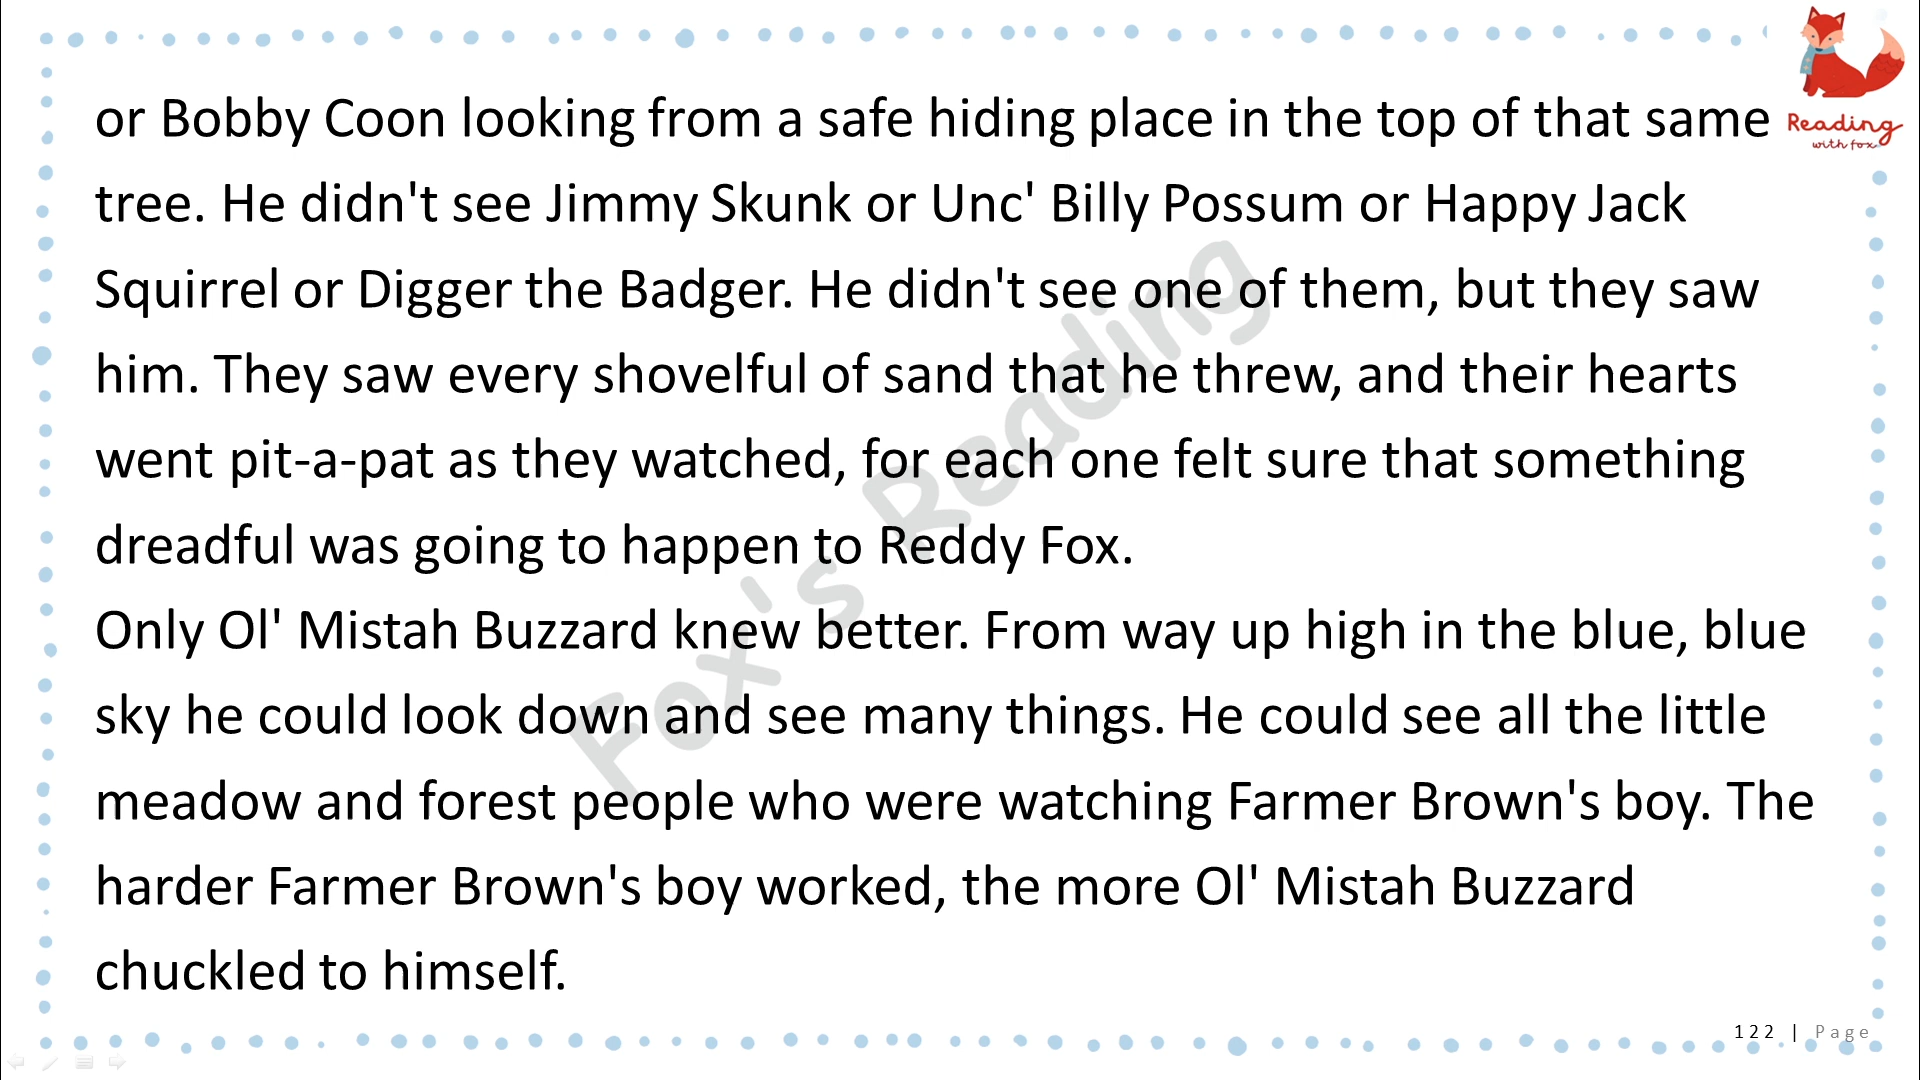 Reading
with fox
or Bobby Coon looking from a safe hiding place in the top of that same
tree. He didn't see Jimmy Skunk or Unc' Billy Possum or Happy Jack
Squirrel or Digger the Badger. He didn't see one of them, but they saw
him. They saw every shovelful of sand that he threw, and their hearts
went pit-a-pat as they watched, for each one felt sure that something
dreadful was going to happen to Reddy Fox.
Only Ol' Mistah Buzzard knew better. From way up high in the blue, blue
sky he could look down and see many things. He could see all the little
meadow and forest people who were watching Farmer Brown's boy. The
harder Farmer Brown's boy worked, the more Ol' Mistah Buzzard
chuckled to himself.
Fox's Reading
122 | Page